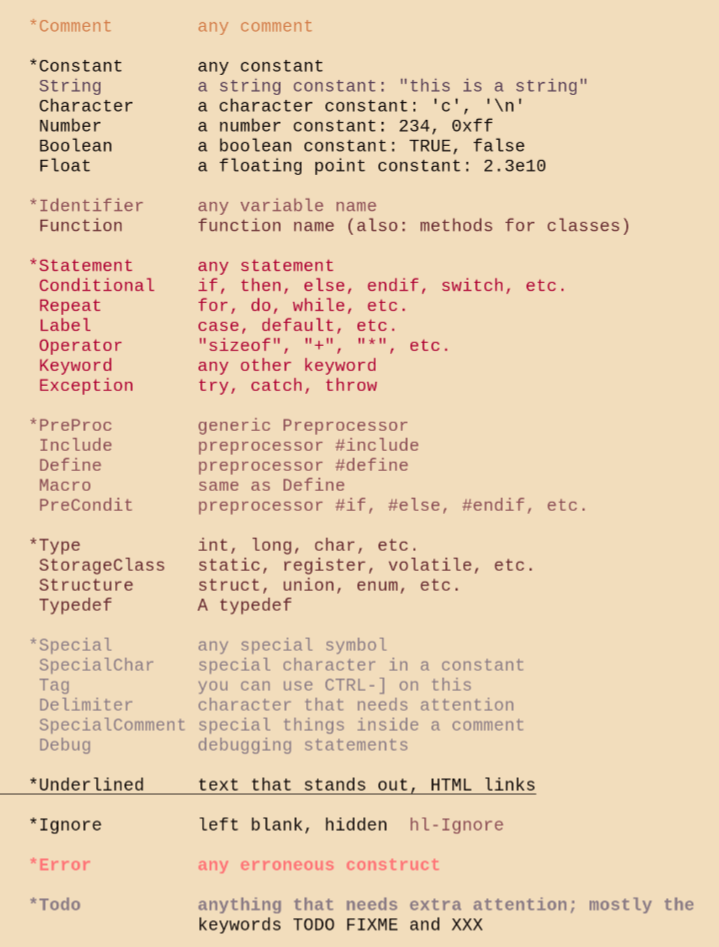 *Comment any comment
*Constant any constant
String a string constant: "this is a string"
Character a character constant: 'c', '\n'
Number a number constant: 234, 0xff
Boolean a boolean constant: TRUE, false
Float a floating point constant: 2.3e10
*Identifier any variable name
Function function name (also: methods for classes)
*Statement any statement
Conditional if, then, else, endif, switch, etc.
Repeat for, do, while, etc.
Label case, default, etc.
Operator "sizeof", "+", "*", etc.
Keyword any other keyword
Exception try, catch, throw
*PreProc generic Preprocessor
Include preprocessor #include
Define preprocessor #define
Macro same as Define
PreCondit preprocessor #if, #else, #endif, etc.
*Type int, long, char, etc.
StorageClass static, register, volatile, etc.
Structure struct, union, enum, etc.
Typedef A typedef
*Special any special symbol
SpecialChar special character in a constant
Tag you can use CTRL-] on this
Delimiter character that needs attention
SpecialComment special things inside a comment
Debug debugging statements
*Underlined text that stands out, HTML links
*Ignore left blank, hidden hl-Ignore
*Error any erroneous construct
*Todo anything that needs extra attention; mostly the
keywords TODO FIXME and XXX